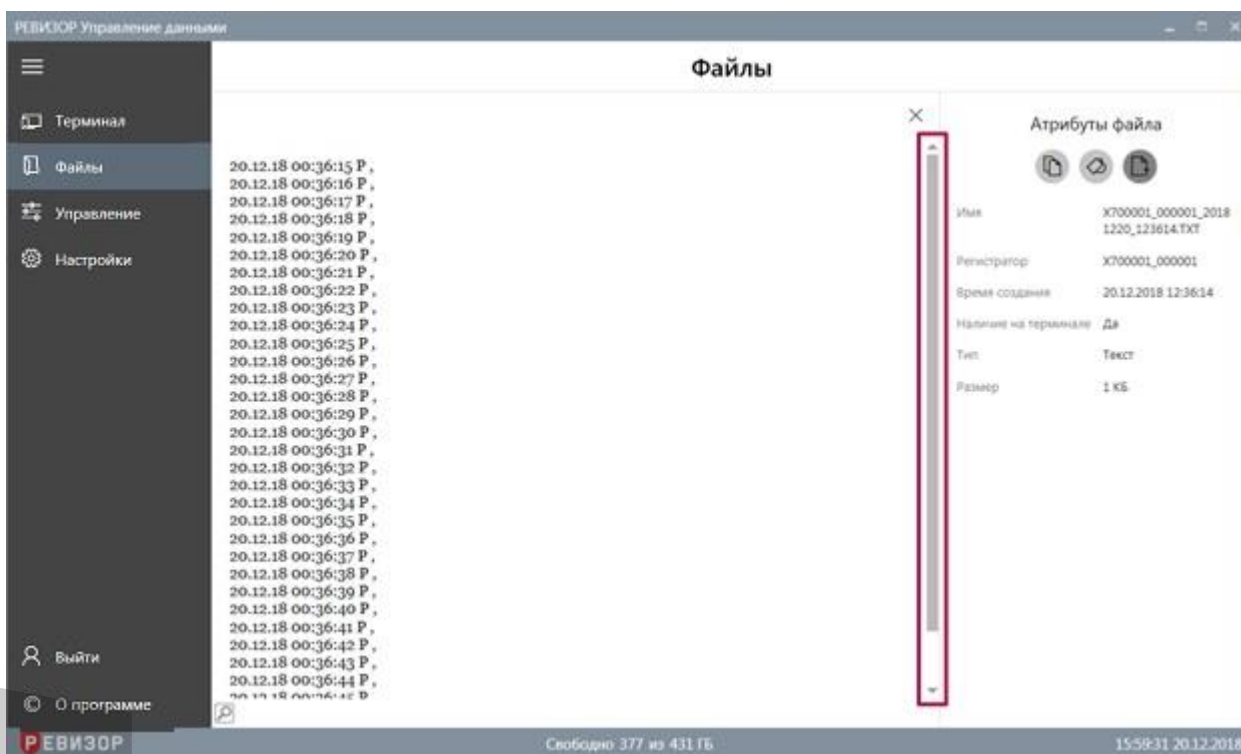 РЕВИЗОР Управление данными
Файлы
Терминал
Файлы
Управление
Настройки
Выйти
© О программе
20.12.18 00:36:15 P ,
20.12.18 00:36:16 P ,
20.12.18 00:36:17 P ,
20.12.18 00:36:18 P ,
20.12.18 00:36:19 P ,
20.12.18 00:36:20 P ,
20.12.18 00:36:21 P ,
20.12.18 00:36:22 P ,
20.12.18 00:36:23 P ,
20.12.18 00:36:24 P ,
20.12.18 00:36:25 P ,
20.12.18 00:36:26 P ,
20.12.18 00:36:27 P ,
20.12.18 00:36:28 P ,
20.12.18 00:36:29 P ,
20.12.18 00:36:30 P ,
20.12.18 00:36:31 P ,
20.12.18 00:36:32 P ,
20.12.18 00:36:33 P ,
20.12.18 00:36:34 P ,
20.12.18 00:36:35 P ,
20.12.18 00:36:36 P ,
20.12.18 00:36:37 P ,
20.12.18 00:36:38 P ,
20.12.18 00:36:39 P ,
20.12.18 00:36:40 P ,
20.12.18 00:36:41 P ,
20.12.18 00:36:42 P ,
20.12.18 00:36:43 P ,
20.12.18 00:36:44 P ,
20.12.18 00:36:45 P
Атрибуты файла
Имя X700001_000001_2018
1220_123614.TXT
Регистратор X700001_000001
Время создания 20.12.2018 12:36:14
Наличие на терминале Да
Тип Текст
Размер 1 КБ
РЕВИЗОР
Свободно 377 из 431 ГБ
15:59:31 20.12.2018